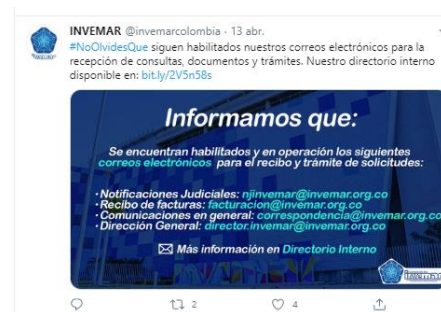 INVEMAR @invemarcolombia · 13 abr.
#NoOlvidesQue siguen habilitados nuestros correos electrónicos para la
recepción de consultas, documentos y trámites. Nuestro directorio interno
disponible en: bit.ly/2V5n58s
Informamos que:
Se encuentran habilitados y en operación los siguientes
correos electrónicos para el recibo y trámite de solicitudes:
· Notificaciones Judiciales: njinvemar@invemar.org.co
· Recibo de facturas: facturacion@invemar.org.co
· Comunicaciones en general: correspondencia@invemar.org.co
· Dirección General: director.invemar@invemar.org.co
Más información en Directorio Interno
invemar
2
4